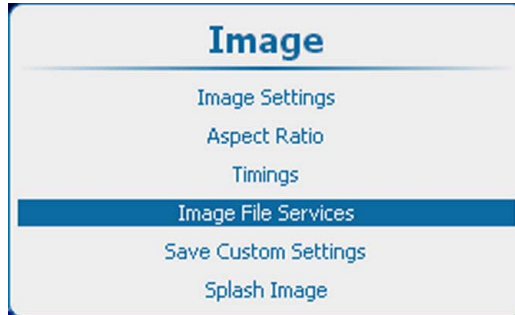 Image
Image Settings
Aspect Ratio
Timings
Image File Services
Save Custom Settings
Splash Image